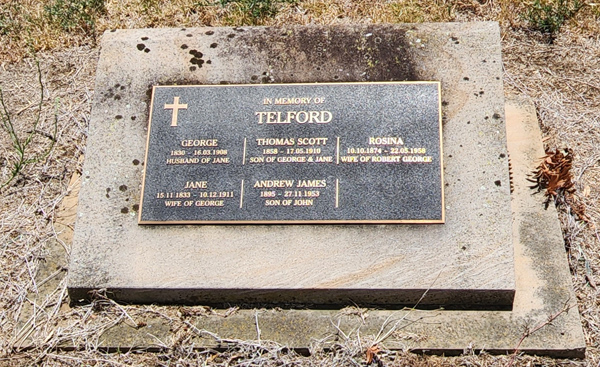 IN MEMORY OF
TELFORD
GEORGE
1830 - 16.03.1908
HUSBAND OF JANE
THOMAS SCOTT
1858 - 17.05.1910
SON OF GEORGE & JANE
ROSINA
10.10.1874 - 22.05.1958
WIFE OF ROBERT GEORGE
JANE
15.11.1833 - 10.12.1911
WIFE OF GEORGE
ANDREW JAMES
1895 - 27.11.1953
SON OF JOHN